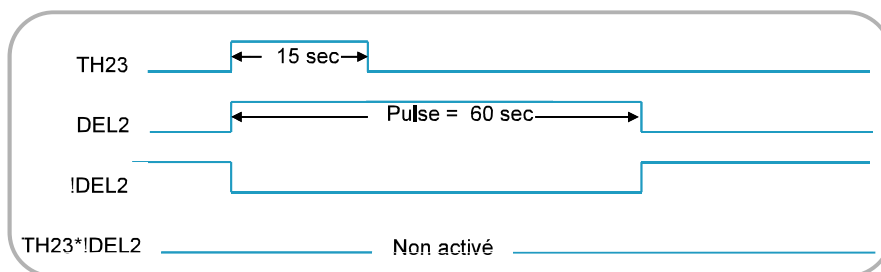 TH23 15 sec
DEL2 Pulse = 60 sec
!DEL2
TH23*!DEL2 Non activé